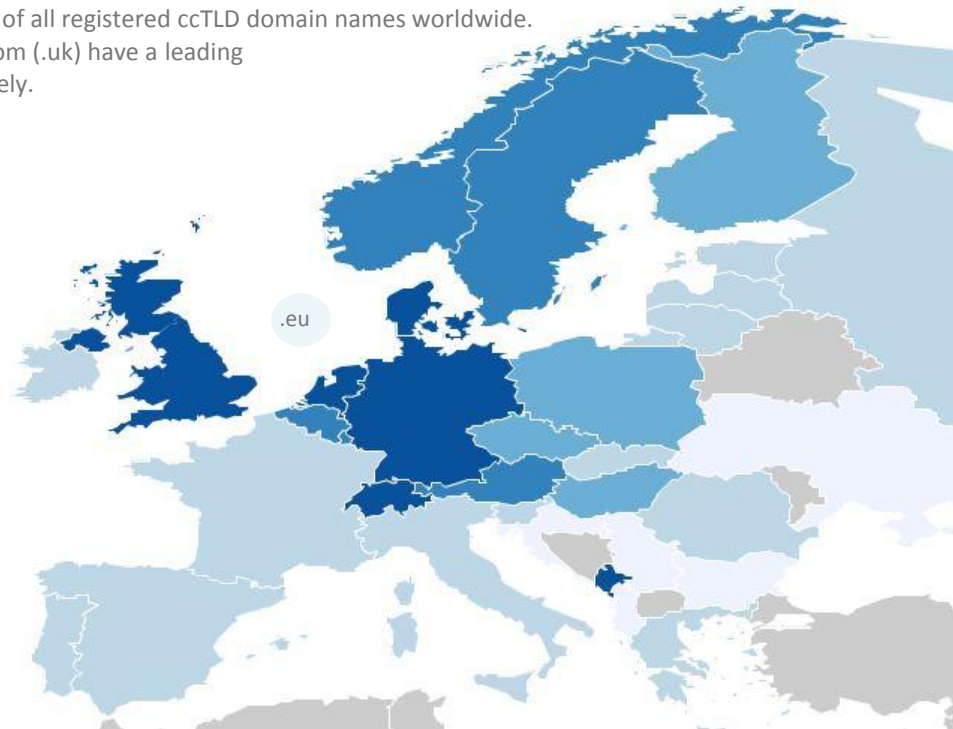 of all registered ccTLD domain names worldwide.
om (.uk) have a leading
ely.
.eu